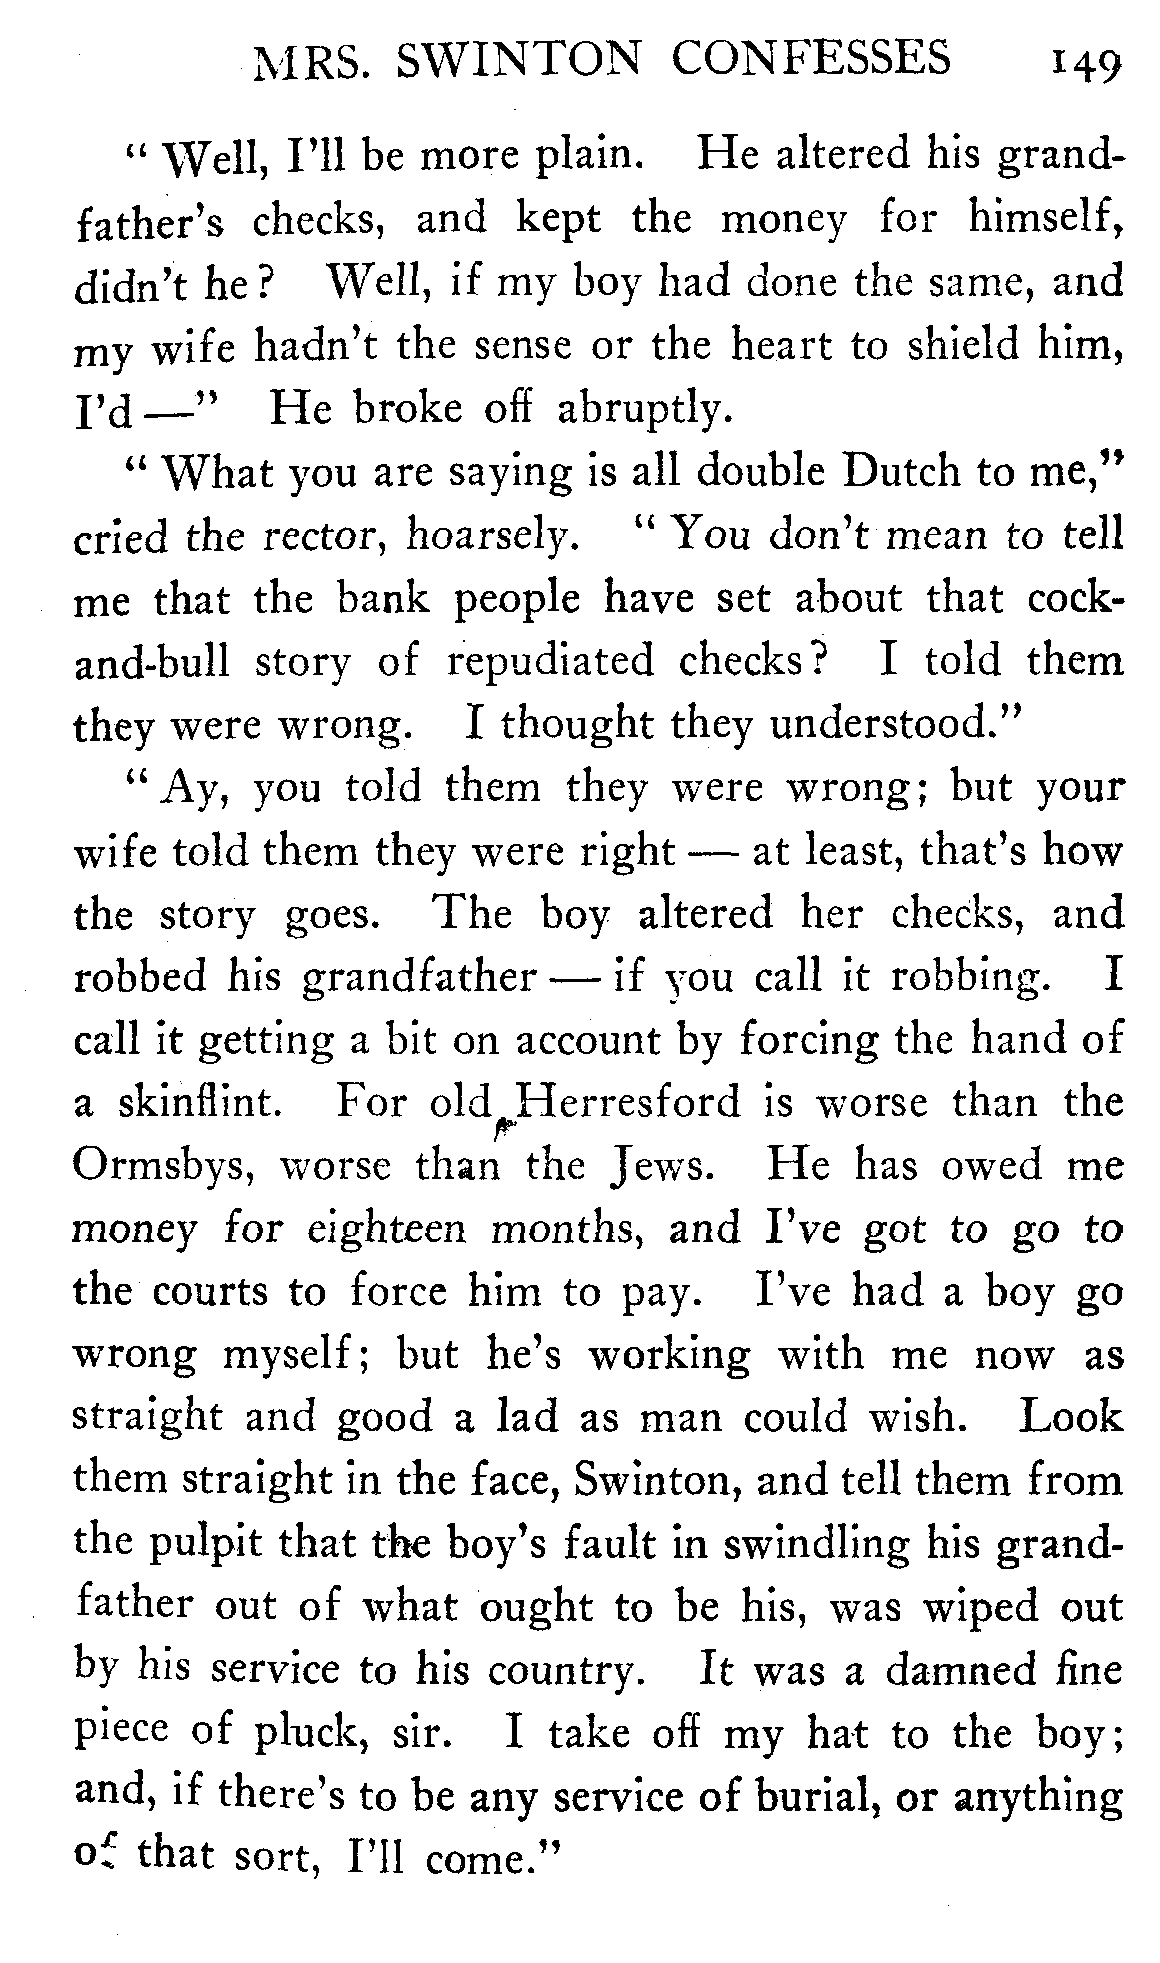 MRS. SWINTON CONFESSES 149
"Well, I'll be more plain. He altered his grand-
father's checks, and kept the money for himself,
didn't he? Well, if my boy had done the same, and
my wife hadn't the sense or the heart to shield him,
I'd—" He broke off abruptly.
"What you are saying is all double Dutch to me,"
cried the rector, hoarsely. "You don't mean to tell
me that the bank people have set about that cock-
and-bull story of repudiated checks? I told them
they were wrong. I thought they understood."
"Ay, you told them they were wrong; but your
wife told them they were right — at least, that's how
the story goes. The boy altered her checks, and
robbed his grandfather — if you call it robbing. I
call it getting a bit on account by forcing the hand of
a skinflint. For old Herresford is worse than the
Ormsbys, worse than the Jews. He has owed me
money for eighteen months, and I've got to go to
the courts to force him to pay. I've had a boy go
wrong myself; but he's working with me now as
straight and good a lad as man could wish. Look
them straight in the face, Swinton, and tell them from
the pulpit that the boy's fault in swindling his grand-
father out of what ought to be his, was wiped out
by his service to his country. It was a damned fine
piece of pluck, sir. I take off my hat to the boy;
and, if there's to be any service of burial, or anything
of that sort, I'll come."